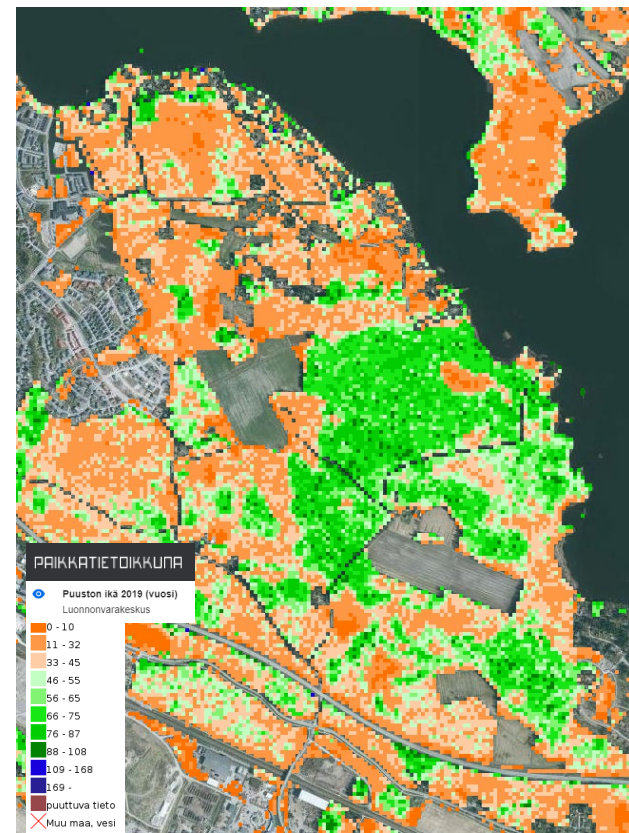 PAIKKATIETOIKKUNA
Puuston ikä 2019 (vuosi)
Luonnonvarakeskus
0 - 10
11 - 32
33 - 45
46 - 55
56 - 65
66 - 75
76 - 87
88 - 108
109 - 168
169 -
puuttuva tieto
Muu maa, vesi